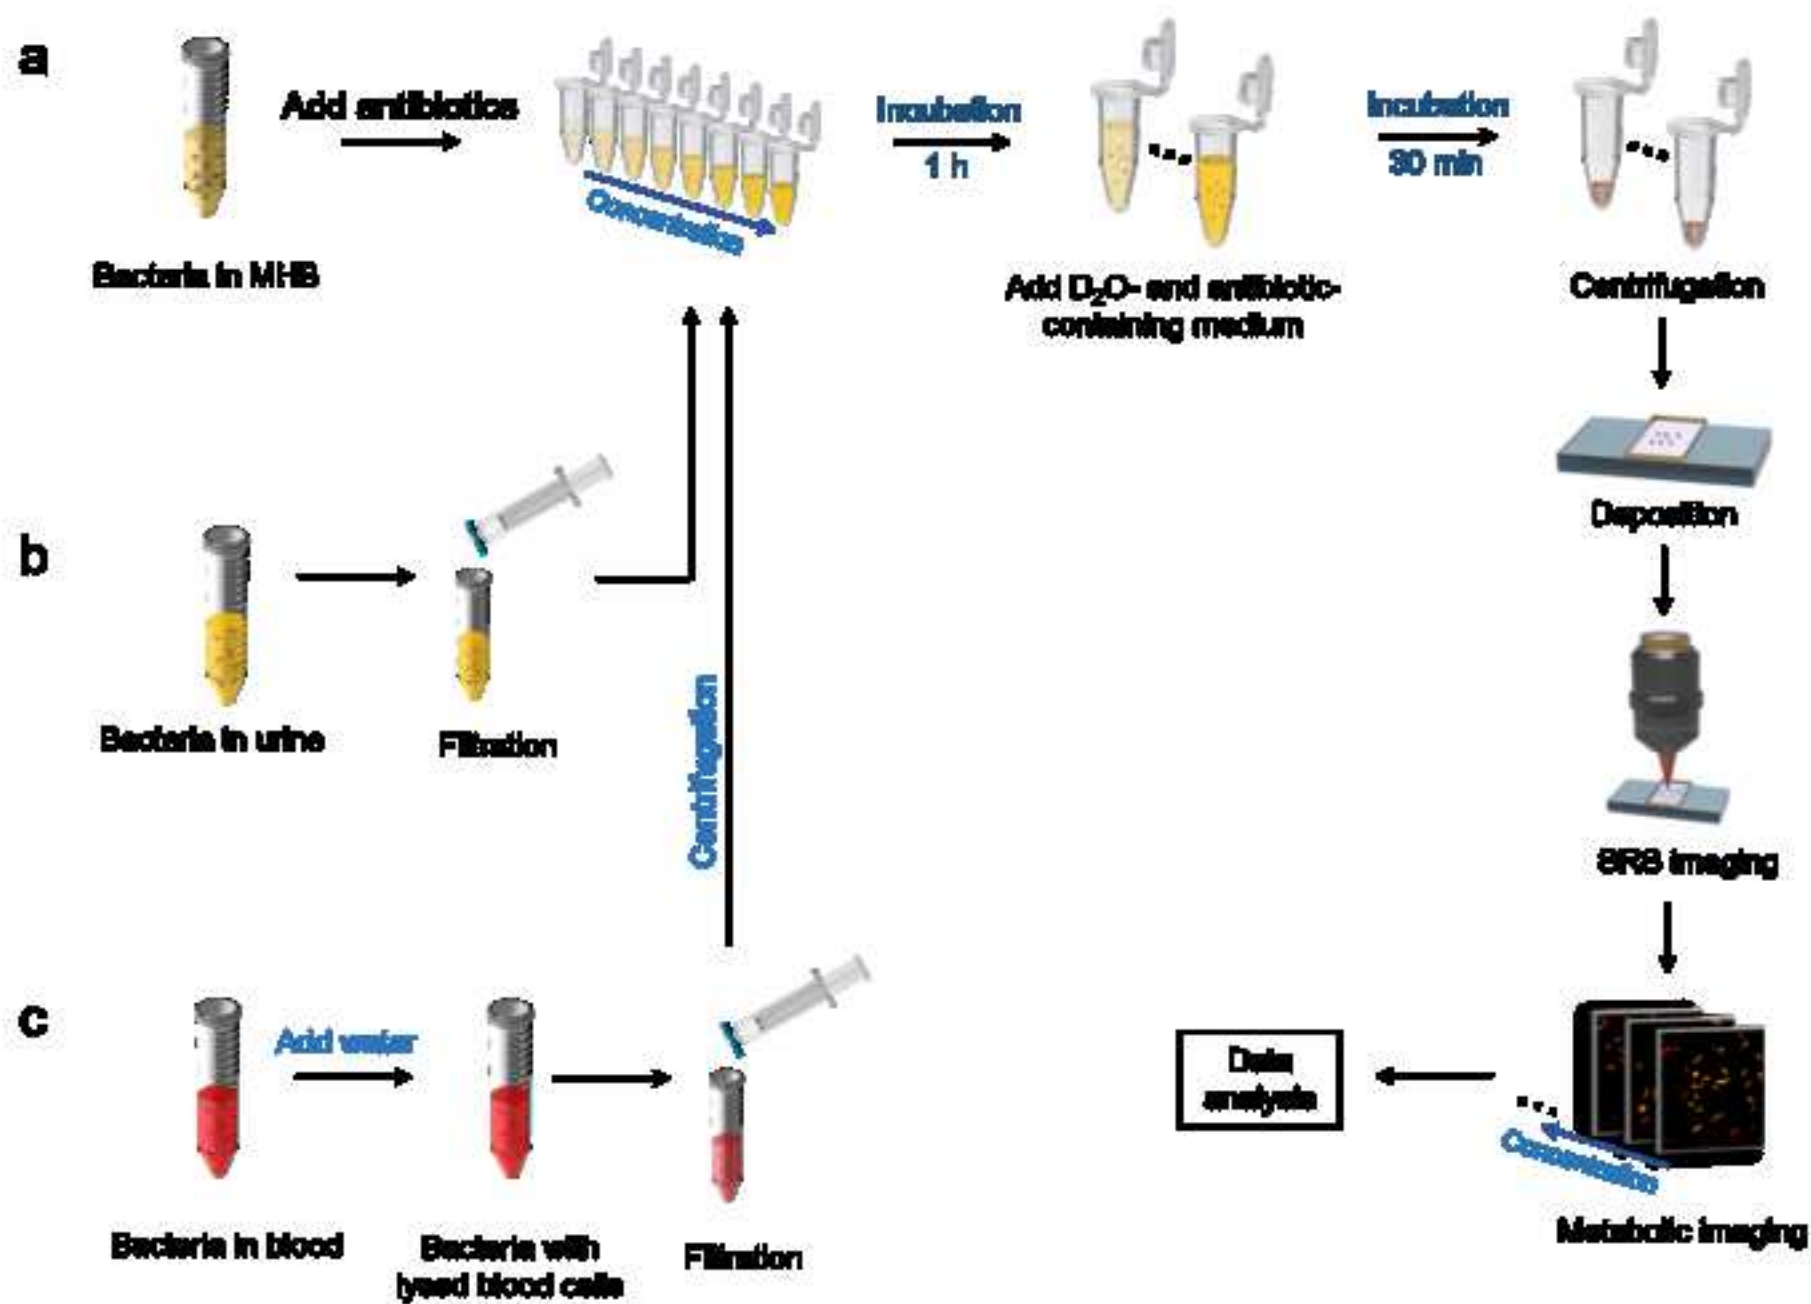 a
Add antibiotics
Concentration
Bacteria in MHB
Incubation
1 h
Add D₂O- and antibiotic-
containing medium
Incubation
30 min
Centrifugation
Deposition
SRS imaging
Metabolic imaging
Concentration
Data
analysis
b
Bacteria in urine
Filtration
Centrifugation
c
Bacteria in blood
Add water
Bacteria with
lysed blood cells
Filtration